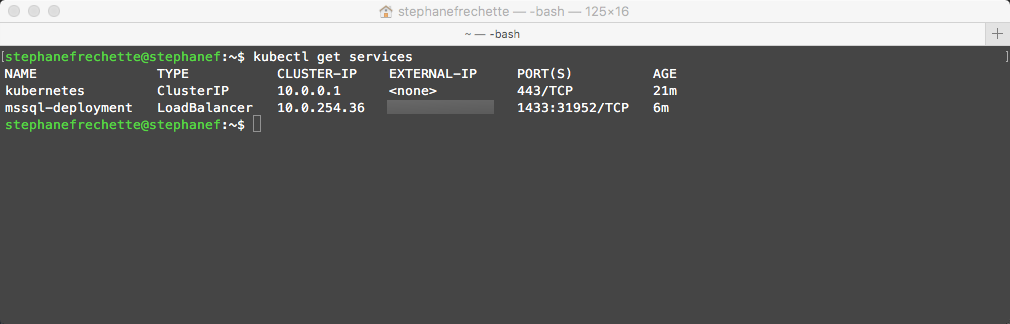 stephanefrechette — -bash — 125×16
~ — -bash
[stephanefrechette@stephanef:~$ kubectl get services ]
NAME TYPE CLUSTER-IP EXTERNAL-IP PORT(S) AGE
kubernetes ClusterIP 10.0.0.1 <none> 443/TCP 21m
mssql-deployment LoadBalancer 10.0.254.36 1433:31952/TCP 6m
stephanefrechette@stephanef:~$